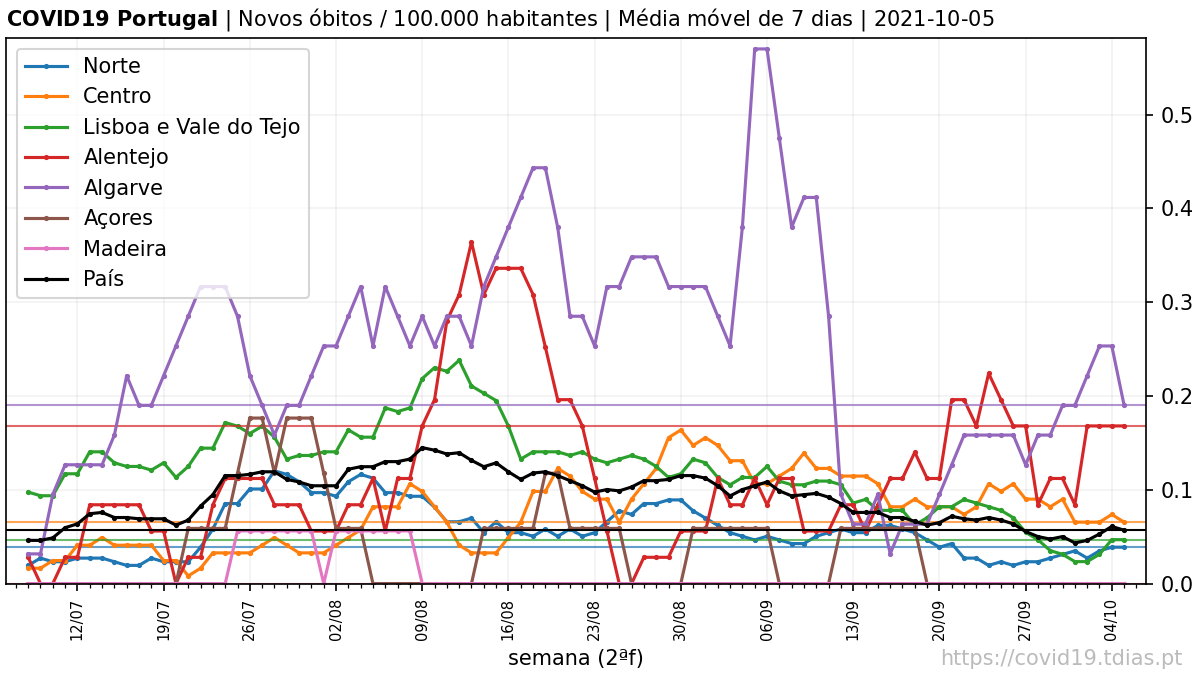 COVID19 Portugal | Novos óbitos / 100.000 habitantes | Média móvel de 7 dias | 2021-10-05
Norte
Centro
Lisboa e Vale do Tejo
Alentejo
Algarve
Açores
Madeira
País
0.5
0.4
0.3
0.2
0.1
0.0
12/07
19/07
26/07
02/08
09/08
16/08
23/08
30/08
06/09
13/09
20/09
27/09
04/10
semana (2ªf)
https://covid19.tdias.pt